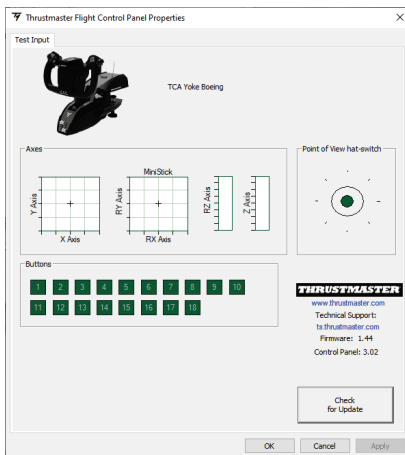 Thrustmaster Flight Control Panel Properties
Test Input
TCA Yoke Boeing
Axes
Point of View hat-switch
MiniStick
Y Axis
RY Axis
RZ Axis
Z Axis
X Axis
RX Axis
Buttons
1 2 3 4 5 6 7 8 9 10
11 12 13 14 15 16 17 18
THRUSTMASTER
www.thrustmaster.com
Technical Support:
ts.thrustmaster.com
Firmware: 1.44
Control Panel: 3.02
Check
for Update
OK Cancel Apply